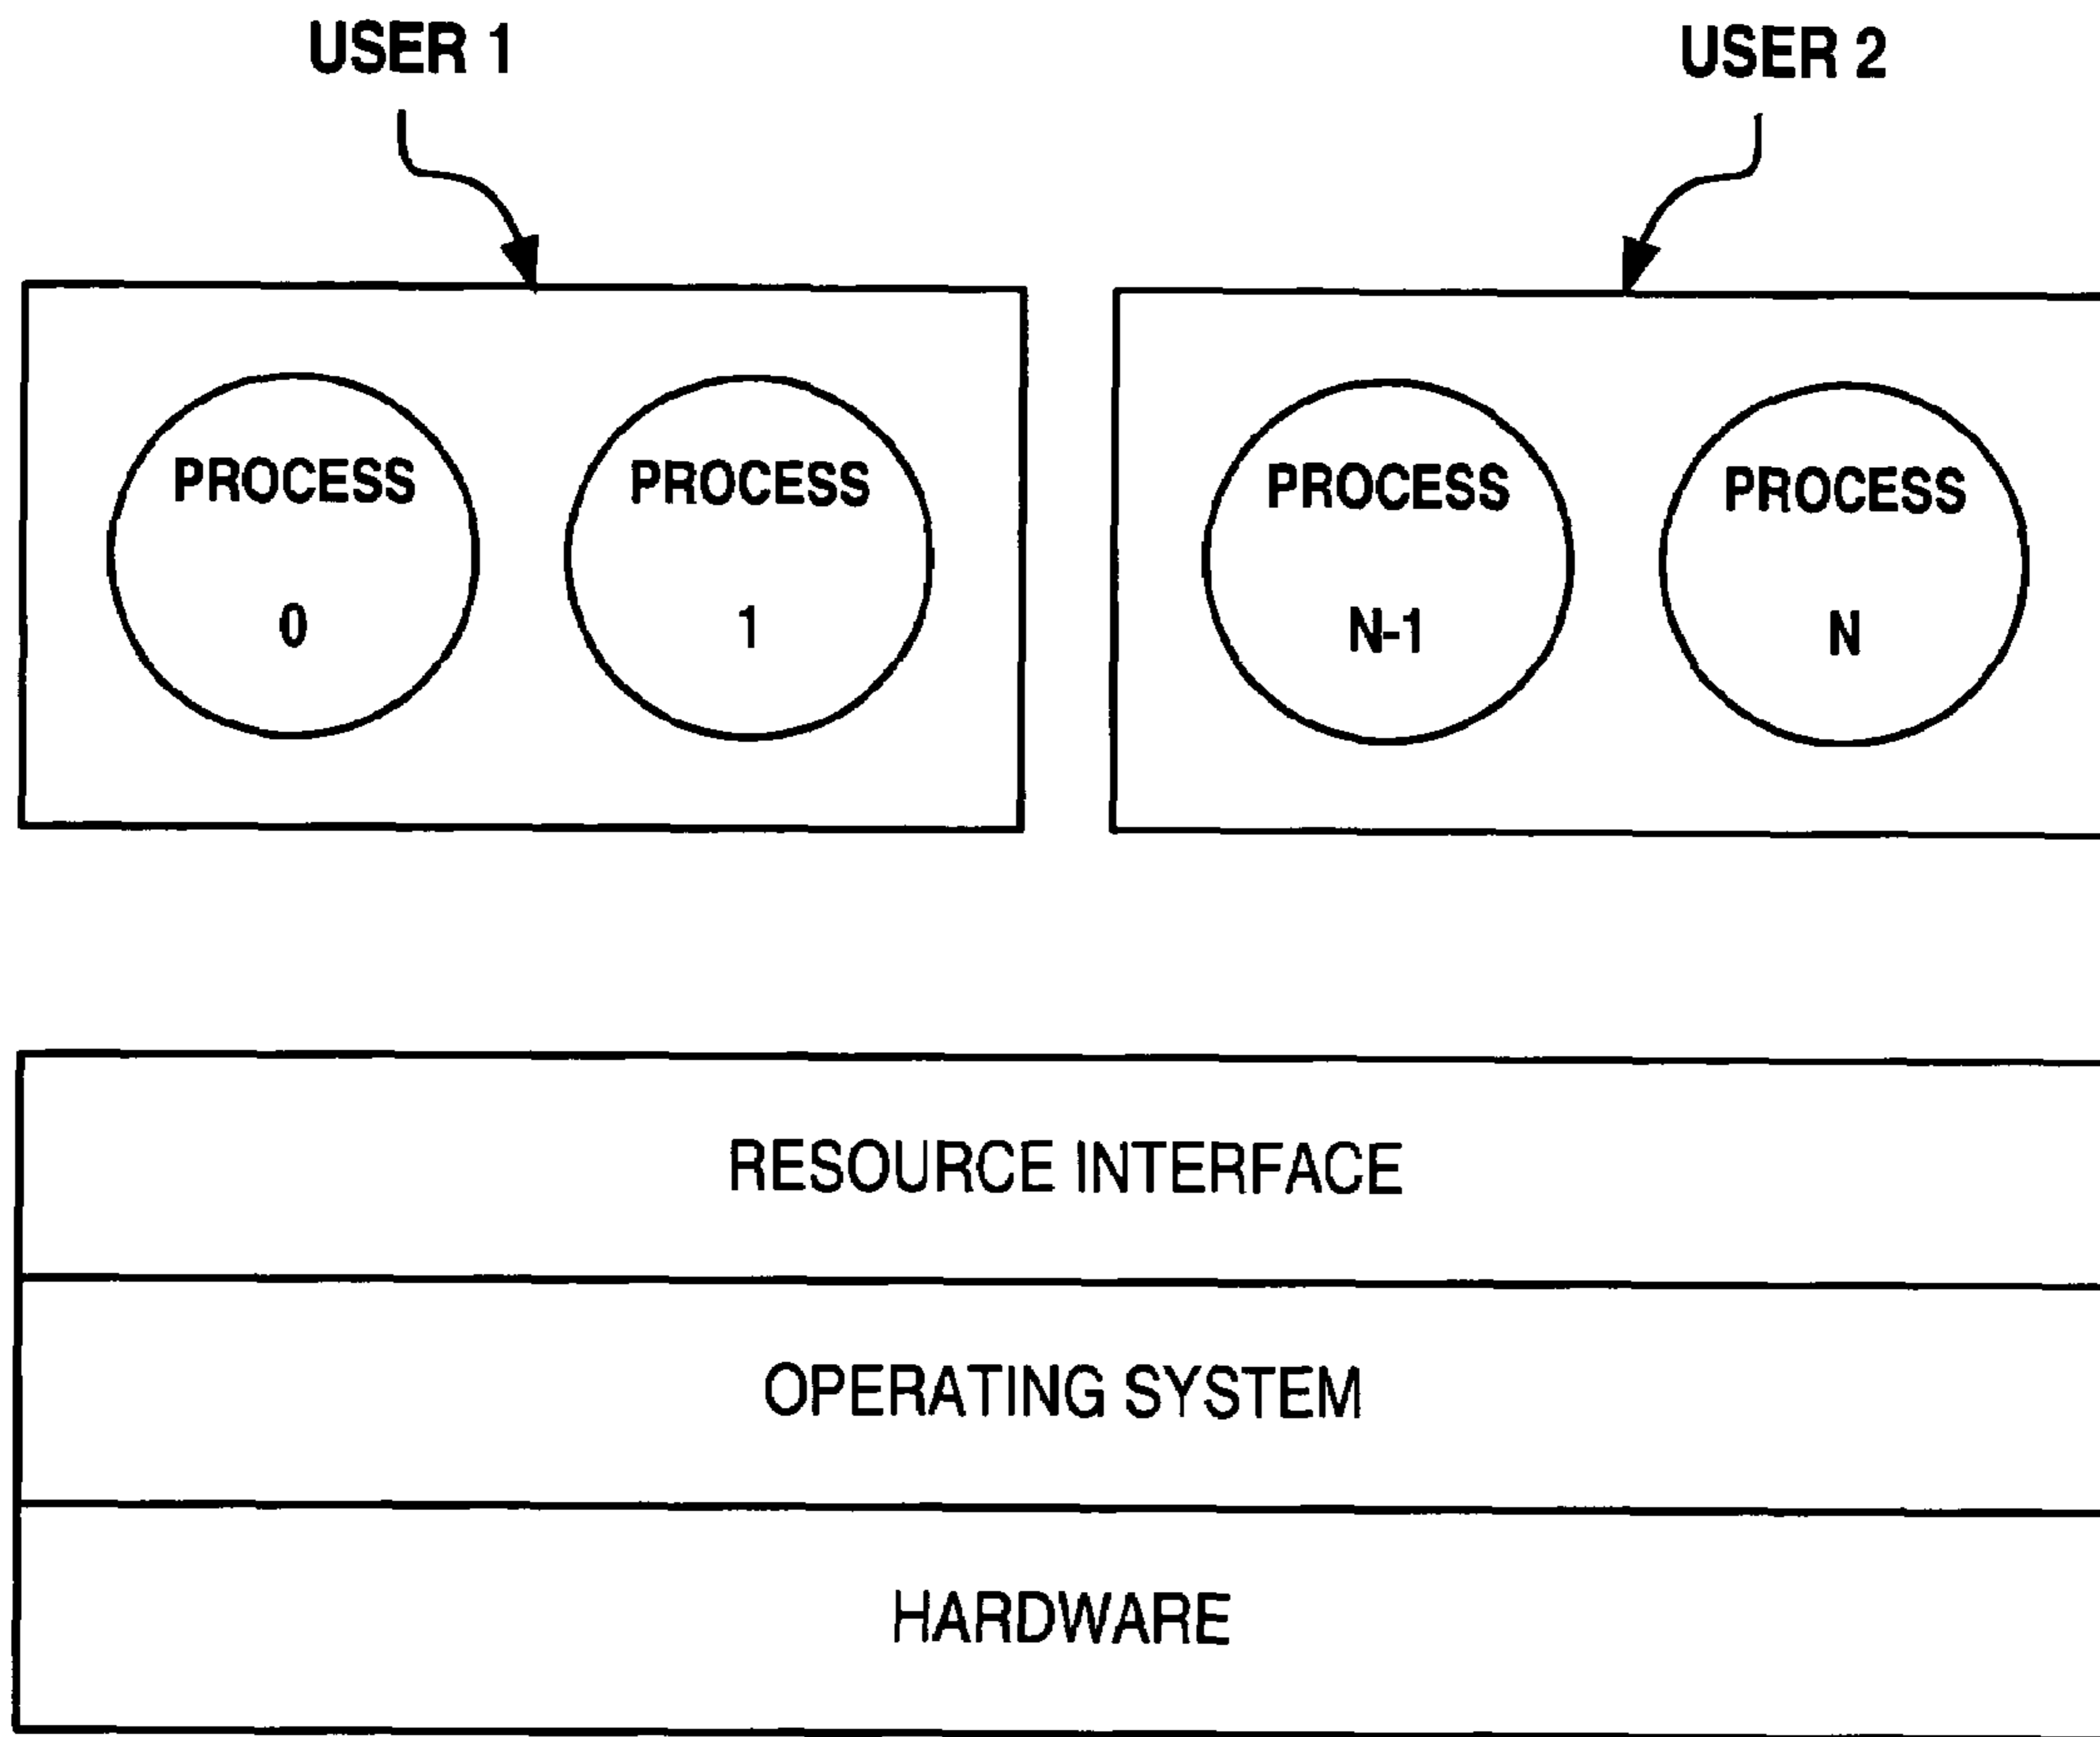 USER 1
USER 2
PROCESS
0
PROCESS
1
PROCESS
N-1
PROCESS
N
RESOURCE INTERFACE
OPERATING SYSTEM
HARDWARE